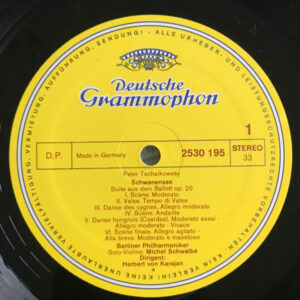 Deutsche
Grammophon
1
D.P.
Made in Germany
2530 195
STEREO
33
Peter Tschaikowsky
Schwanensee
Suite aus dem Ballett op. 20
I. Scène. Moderato
II. Valse. Tempo di Valse
III. Danse des cygnes. Allegro moderato
IV. Scène. Andante
V. Danse hongrois (Czardas). Moderato assai -
Allegro moderato - Vivace
VI. Scène finale. Allegro agitato -
Alla breve. Moderato e maestoso
Berliner Philharmoniker
Solo-Violine: Michel Schwalbé
Dirigent:
Herbert von Karajan
ALLE URHEBER- UND LEISTUNGSSCHUTZRECHTE VORBEHALTEN · KEIN VERLEIH! KEINE UNERLAUBTE VERVIELFÄLTIGUNG, VERMIETUNG, AUFFÜHRUNG, SENDUNG!